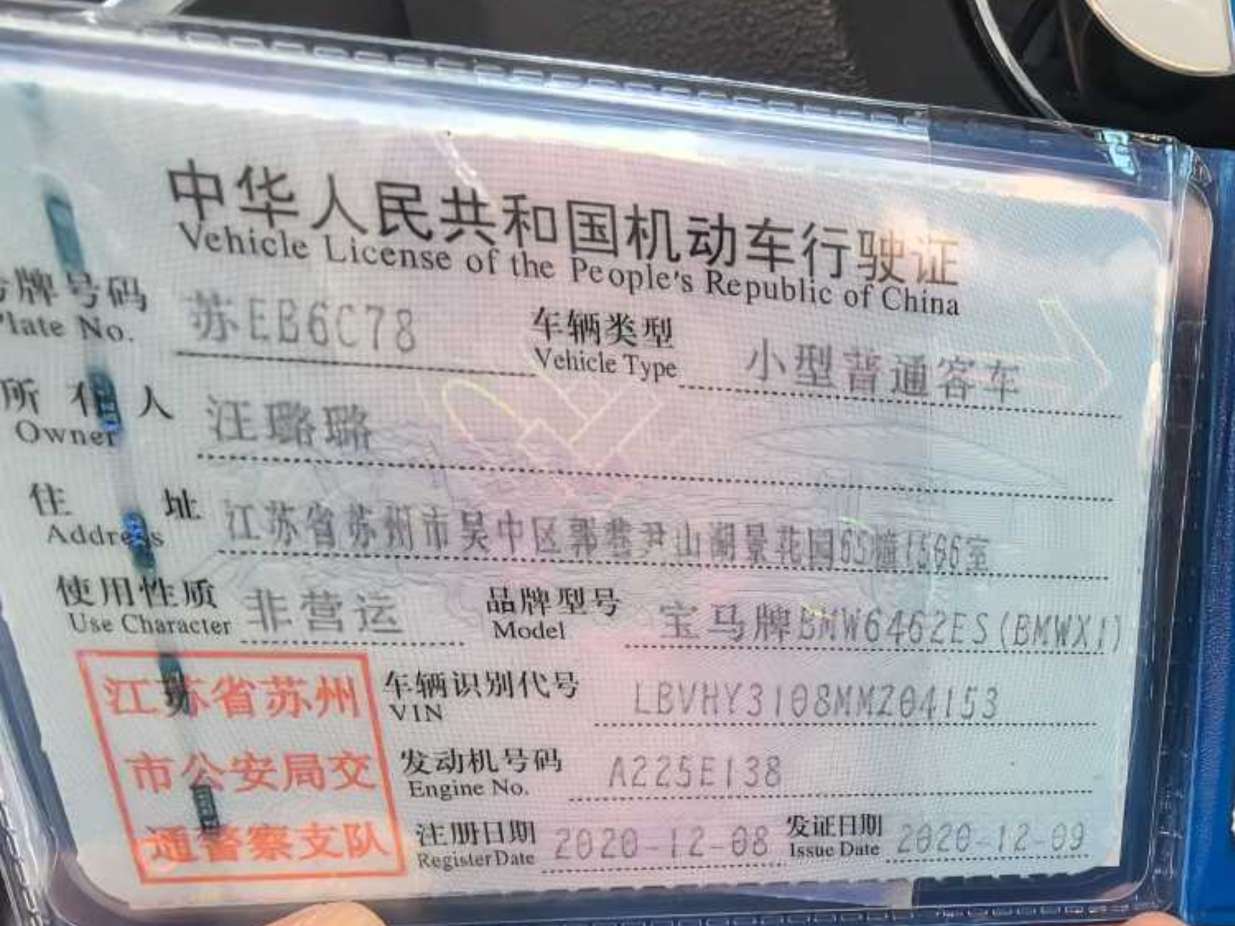 中华人民共和国机动车行驶证
Vehicle License of the People's Republic of China
号牌号码 苏EB6C78 车辆类型 小型普通客车
Plate No. Vehicle Type
所有人 汪璐璐
Owner
住址 江苏省苏州市吴中区郭巷尹山湖景花园65幢1566室
Address
使用性质 非营运 品牌型号 宝马牌BMW6462ES(BMWX1)
Use Character Model
江苏省苏州 车辆识别代号 LBVHY3108MMZ04153
VIN
市公安局交 发动机号码 A225E138
Engine No.
通警察支队 注册日期 2020-12-08 发证日期 2020-12-09
Register Date Issue Date